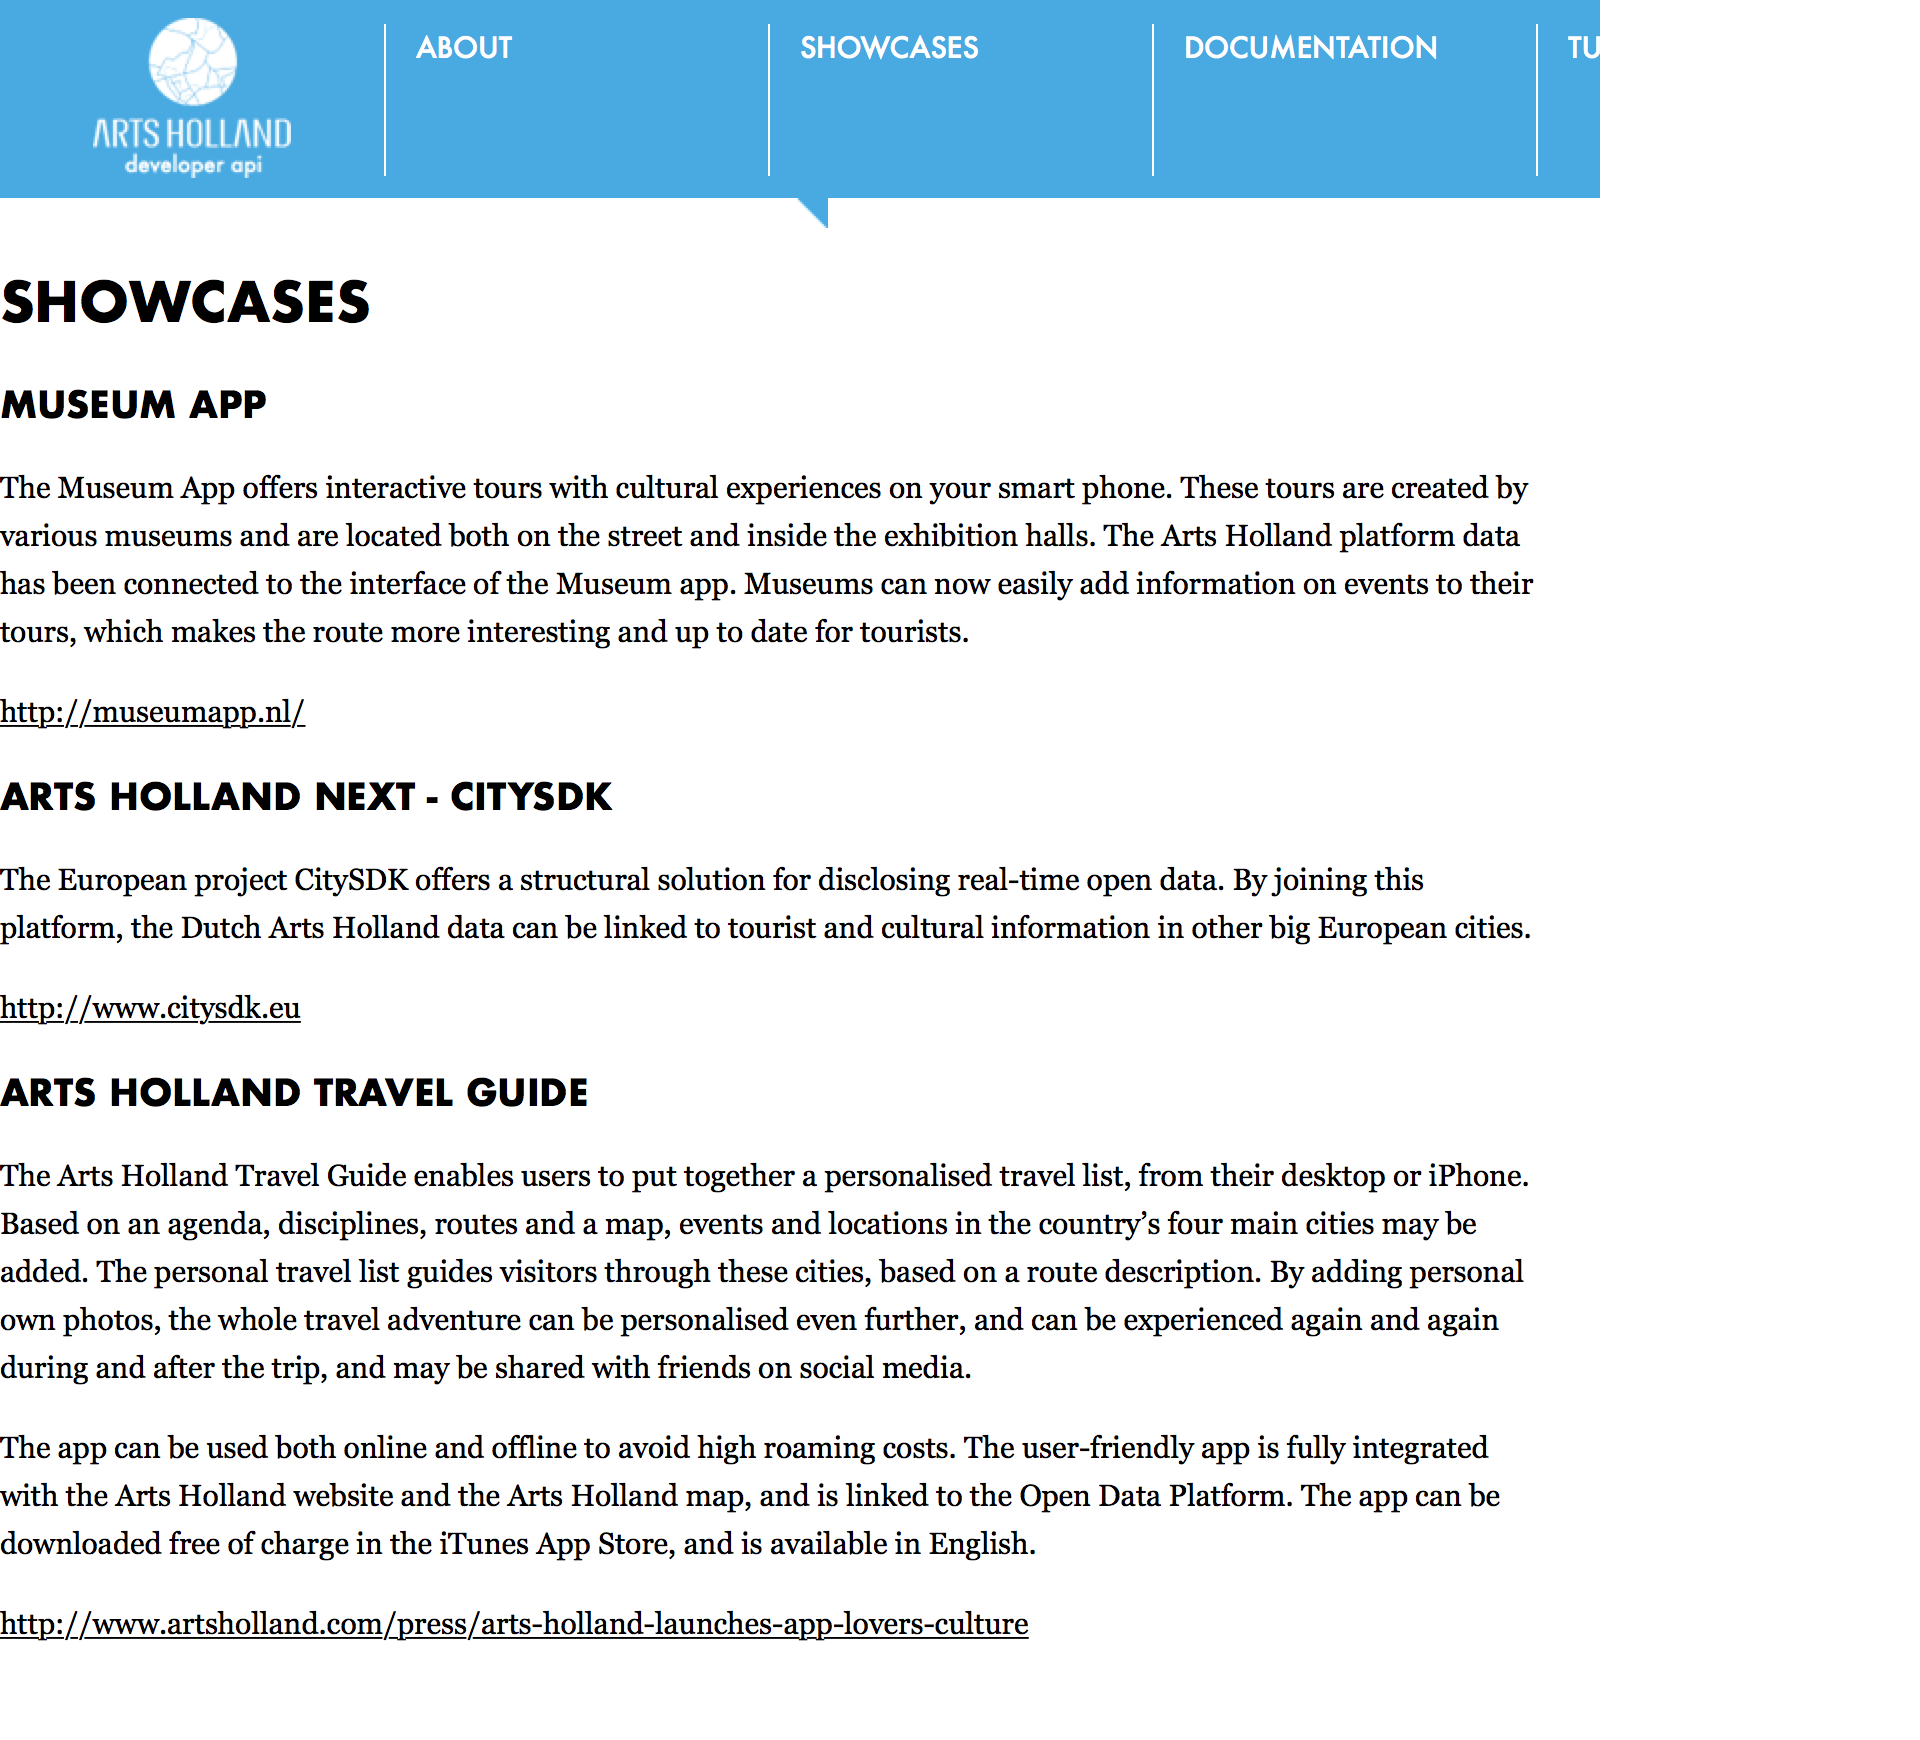 ARTS HOLLAND
developer api
ABOUT
SHOWCASES
DOCUMENTATION
TU
SHOWCASES
MUSEUM APP
The Museum App offers interactive tours with cultural experiences on your smart phone. These tours are created by
various museums and are located both on the street and inside the exhibition halls. The Arts Holland platform data
has been connected to the interface of the Museum app. Museums can now easily add information on events to their
tours, which makes the route more interesting and up to date for tourists.
http://museumapp.nl/
ARTS HOLLAND NEXT - CITYSDK
The European project CitySDK offers a structural solution for disclosing real-time open data. By joining this
platform, the Dutch Arts Holland data can be linked to tourist and cultural information in other big European cities.
http://www.citysdk.eu
ARTS HOLLAND TRAVEL GUIDE
The Arts Holland Travel Guide enables users to put together a personalised travel list, from their desktop or iPhone.
Based on an agenda, disciplines, routes and a map, events and locations in the country’s four main cities may be
added. The personal travel list guides visitors through these cities, based on a route description. By adding personal
own photos, the whole travel adventure can be personalised even further, and can be experienced again and again
during and after the trip, and may be shared with friends on social media.
The app can be used both online and offline to avoid high roaming costs. The user-friendly app is fully integrated
with the Arts Holland website and the Arts Holland map, and is linked to the Open Data Platform. The app can be
downloaded free of charge in the iTunes App Store, and is available in English.
http://www.artsholland.com/press/arts-holland-launches-app-lovers-culture